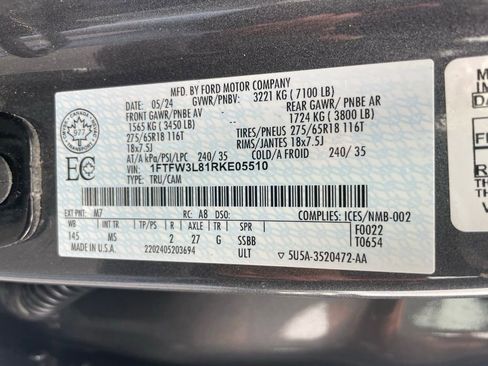 MFD. BY FORD MOTOR COMPANY
DATE: 05/24 GVWR/PNBV: 3221 KG ( 7100 LB)
FRONT GAWR/ PNBE AV REAR GAWR/ PNBE AR
1565 KG ( 3450 LB) 1724 KG ( 3800 LB)
275/65R18 116T TIRES/PNEUS 275/65R18 116T
18x7.5J RIMS/JANTES 18x7.5J
AT/A kPa/PSI/LPC 240/ 35 COLD/A FROID 240/ 35
VIN: 1FTFW3L81RKE05510
TYPE: TRU/CAM
EC
EXT PNT: M7 RC: A8 DSO: COMPLIES: ICES/NMB-002
WB INT TR TP/PS R AXLE TR SPR F0022
145 MS 2 27 G SSBB T0654
MADE IN U.S.A. 2202405203694 ULT 5U5A-3520472-AA